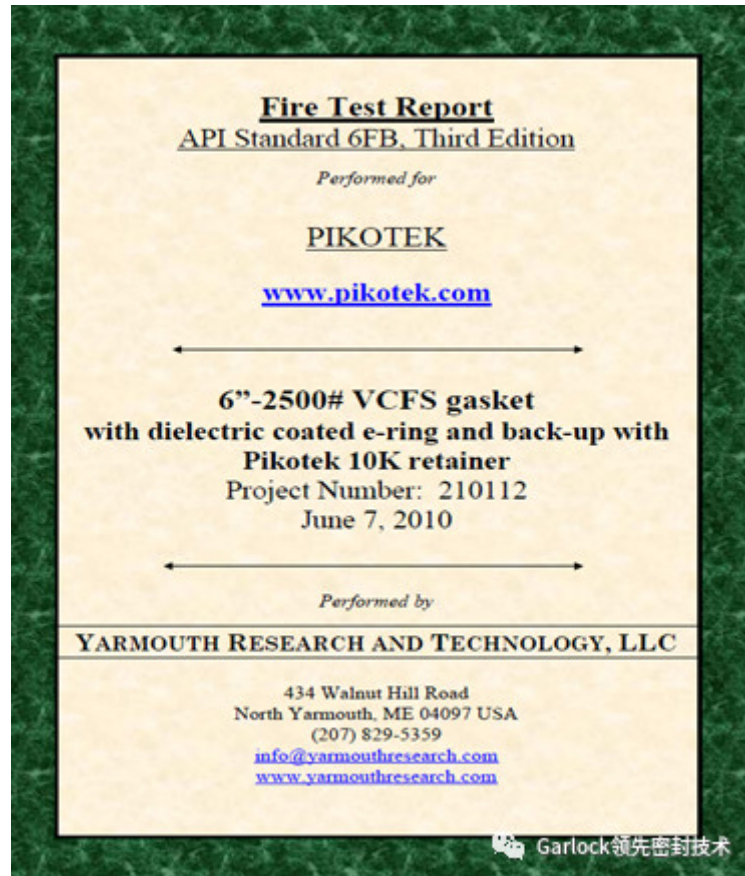 Fire Test Report
API Standard 6FB, Third Edition
Performed for
PIKOTEK
www.pikotek.com
6”-2500# VCFS gasket
with dielectric coated e-ring and back-up with
Pikotek 10K retainer
Project Number: 210112
June 7, 2010
Performed by
YARMOUTH RESEARCH AND TECHNOLOGY, LLC
434 Walnut Hill Road
North Yarmouth, ME 04097 USA
(207) 829-5359
info@yarmouthresearch.com
www.yarmouthresearch.com
Garlock领先密封技术